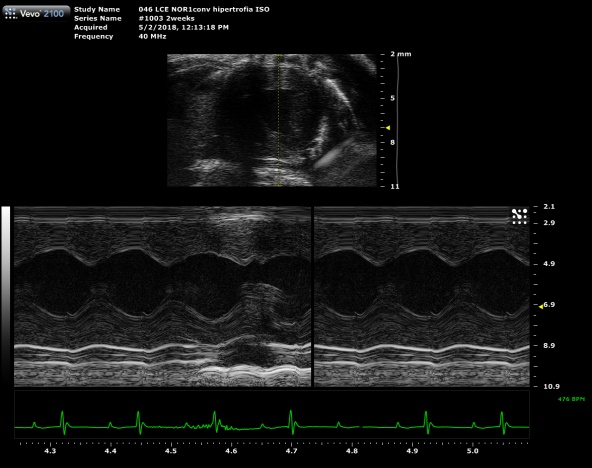 Vevo 2100
Study Name 046 LCE NOR1conv hipertrofia ISO
Series Name #1003 2weeks
Acquired 5/2/2018, 12:13:18 PM
Frequency 40 MHz
2 mm
5
8
11
2.1
2.9
4.9
6.9
8.9
10.9
476 BPM
4.3 4.4 4.5 4.6 4.7 4.8 4.9 5.0